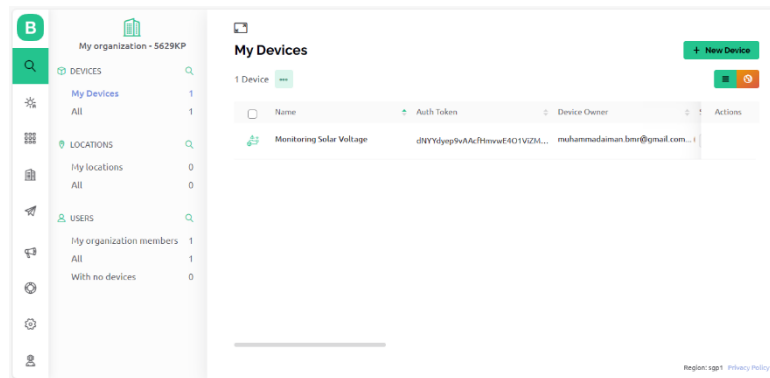 B
My organization - 5629KP
DEVICES
My Devices 1
All 1
LOCATIONS
My locations 0
All 0
USERS
My organization members 1
All 1
With no devices 0
My Devices
+ New Device
1 Device
Name Auth Token Device Owner Actions
Monitoring Solar Voltage muhammadaiman.bmr@gmail.com...
Region: sgp1 Privacy Policy